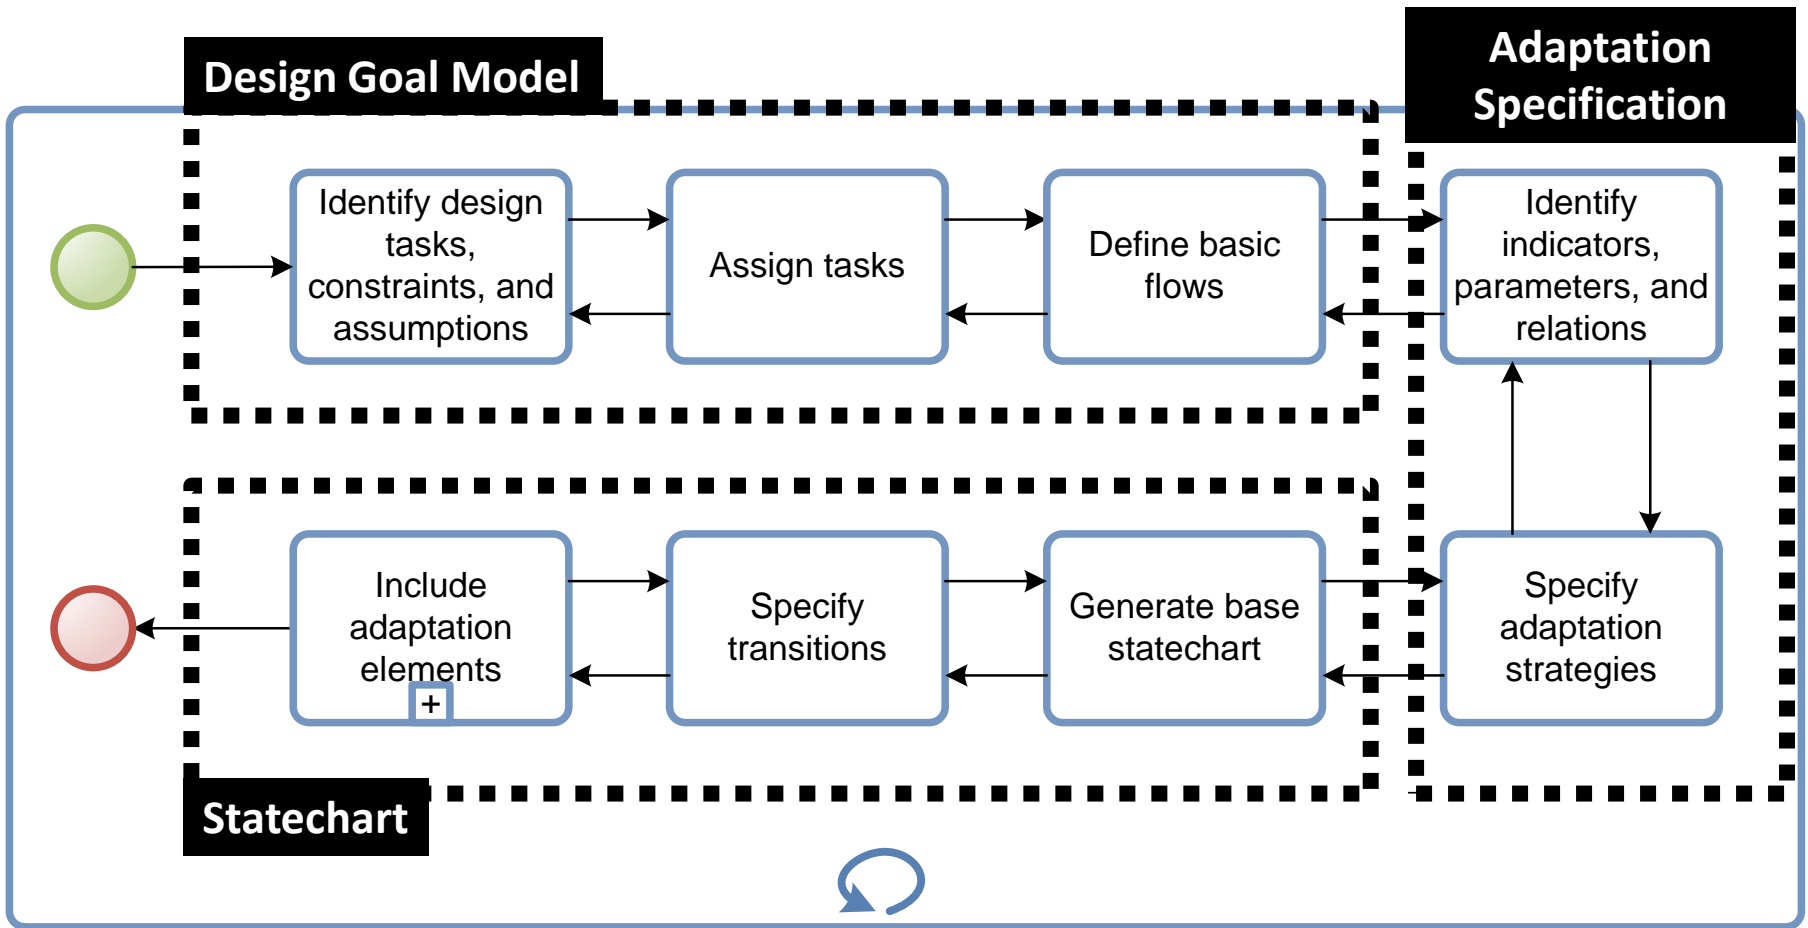 Design Goal Model
Adaptation
Specification
Identify design
tasks,
constraints, and
assumptions
Assign tasks
Define basic
flows
Identify
indicators,
parameters, and
relations
Include
adaptation
elements
+
Specify
transitions
Generate base
statechart
Specify
adaptation
strategies
Statechart